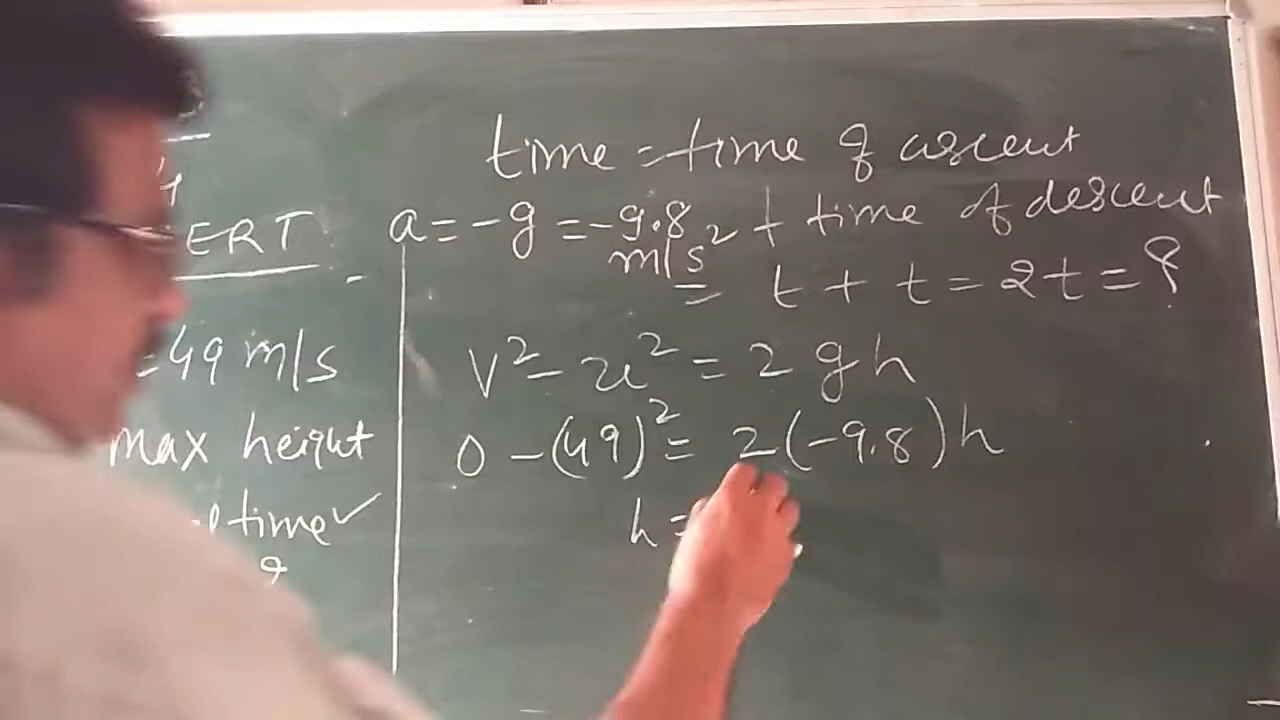 ERT
=49 m/s
max height
time✓
?
time = time of ascent
a = -g = -9.8 m/s² + time of descent
= t + t = 2t = ?
v² - u² = 2gh
0 - (49)² = 2(-9.8)h
h =